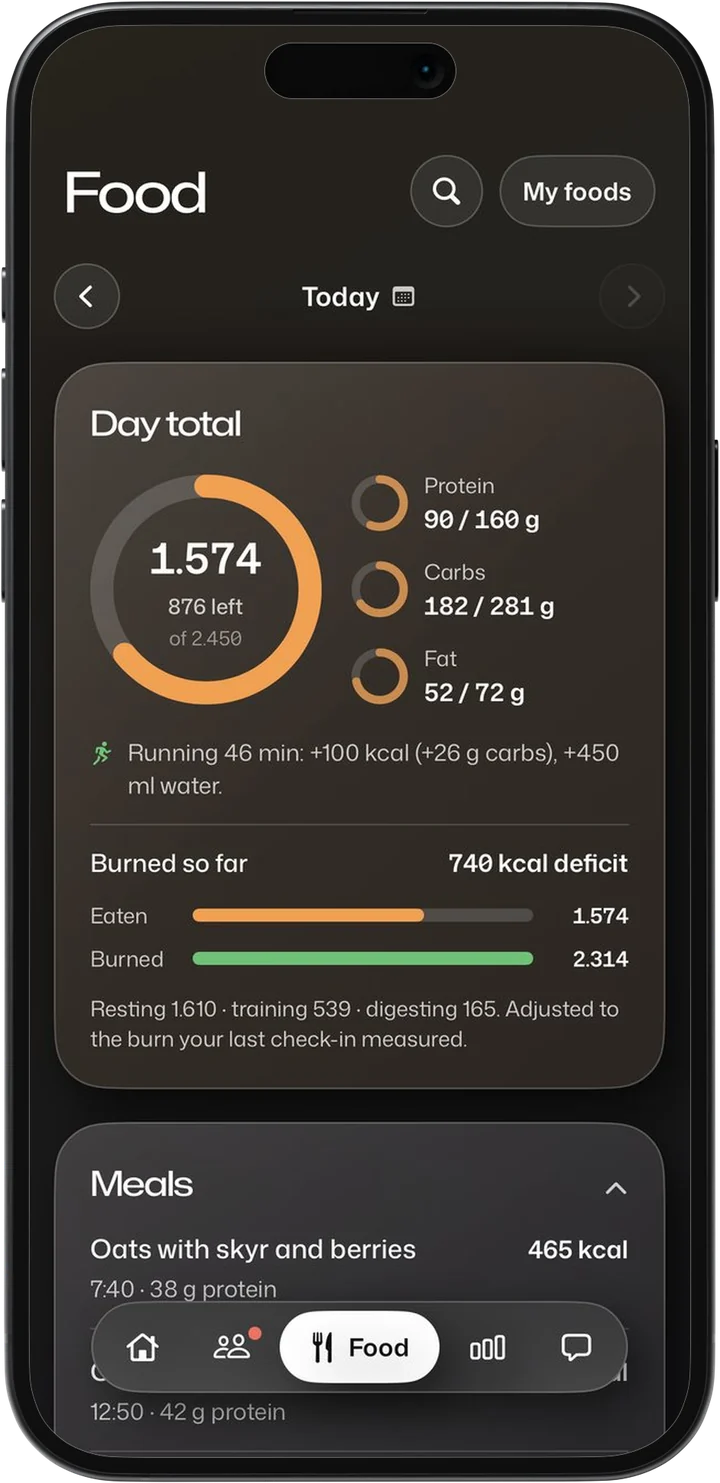 Food
My foods
Today
Day total
1.574
876 left
of 2.450
Protein
90 / 160 g
Carbs
182 / 281 g
Fat
52 / 72 g
Running 46 min: +100 kcal (+26 g carbs), +450
ml water.
Burned so far
740 kcal deficit
Eaten
1.574
Burned
2.314
Resting 1.610 · training 539 · digesting 165. Adjusted to
the burn your last check-in measured.
Meals
Oats with skyr and berries
465 kcal
7:40 · 38 g protein
Food
12:50 · 42 g protein